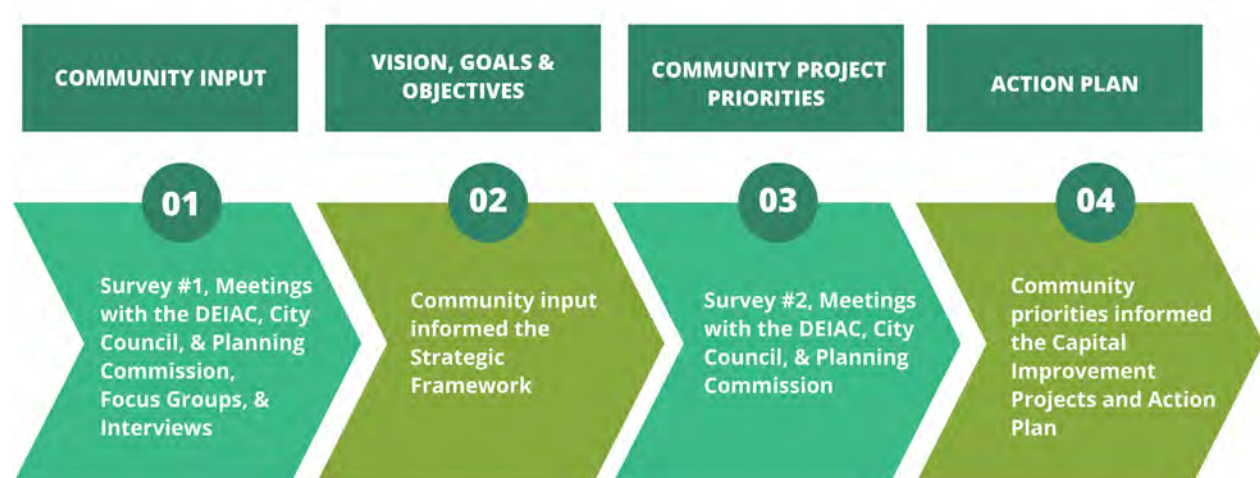 COMMUNITY INPUT
VISION, GOALS &
OBJECTIVES
COMMUNITY PROJECT
PRIORITIES
ACTION PLAN
01
Survey #1, Meetings
with the DEIAC, City
Council, & Planning
Commission,
Focus Groups, &
Interviews
02
Community input
informed the
Strategic
Framework
03
Survey #2, Meetings
with the DEIAC, City
Council, & Planning
Commission
04
Community
priorities informed
the Capital
Improvement
Projects and Action
Plan